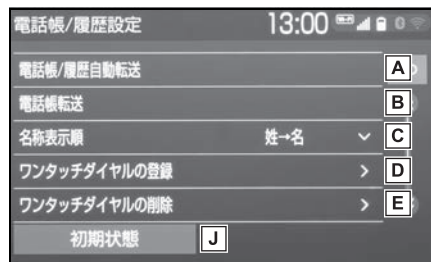 電話帳/履歴設定 13:00
電話帳/履歴自動転送 A
電話帳転送 B
名称表示順 姓→名 C
ワンタッチダイヤルの登録 D
ワンタッチダイヤルの削除 E
初期状態 J